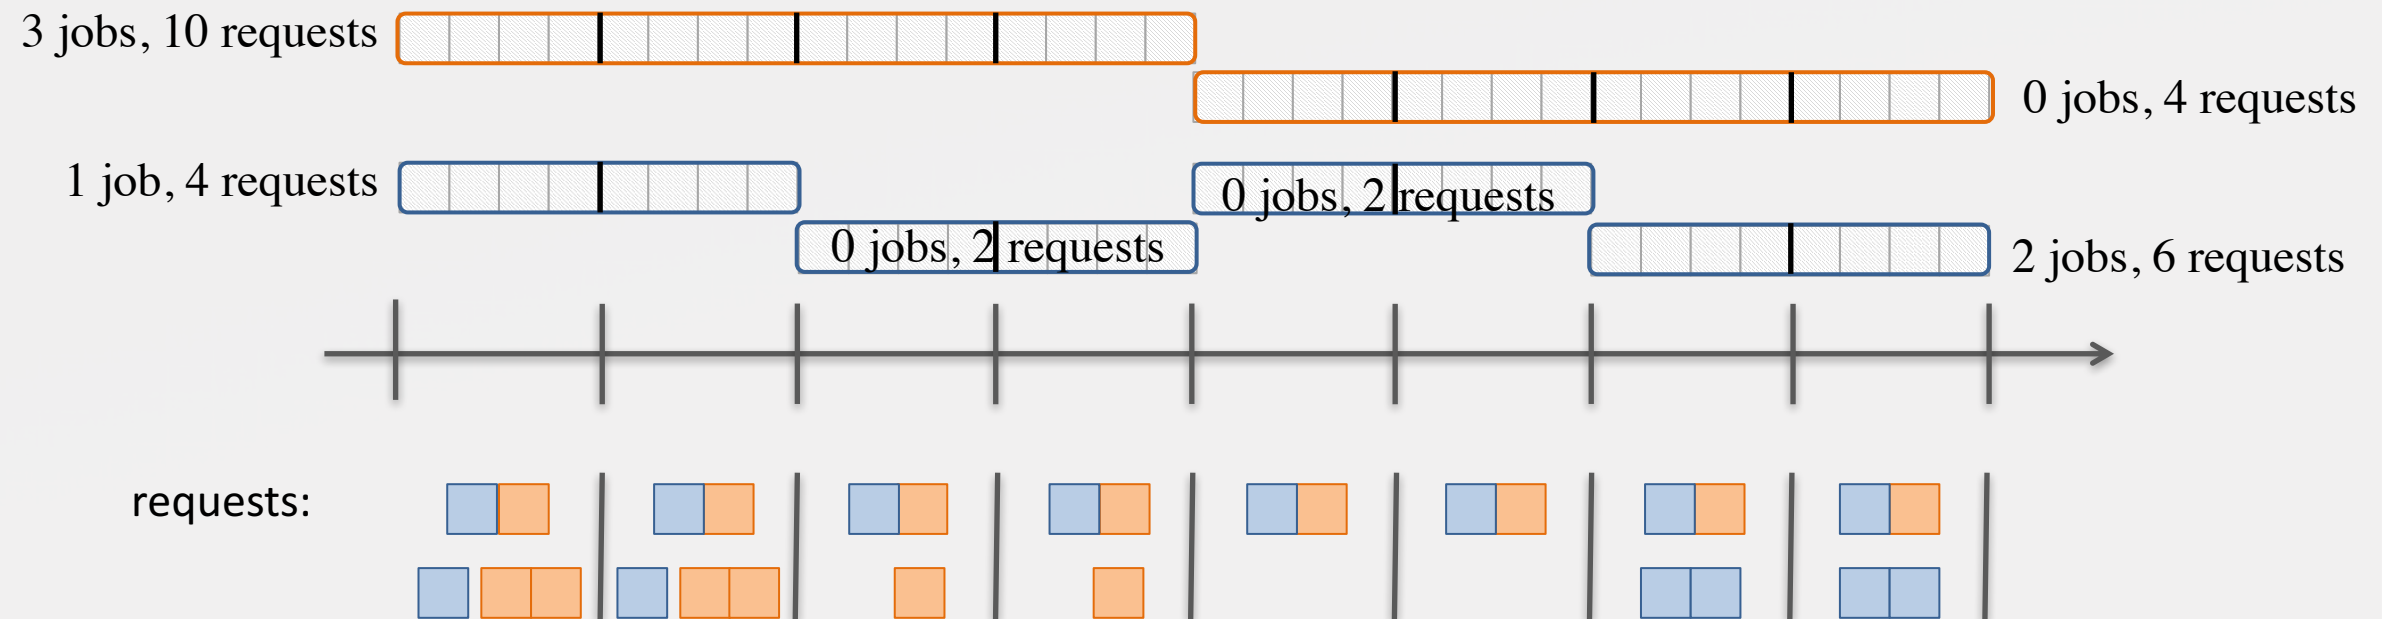 3 jobs, 10 requests
0 jobs, 4 requests
1 job, 4 requests
0 jobs, 2 requests
0 jobs, 2 requests
2 jobs, 6 requests
requests: